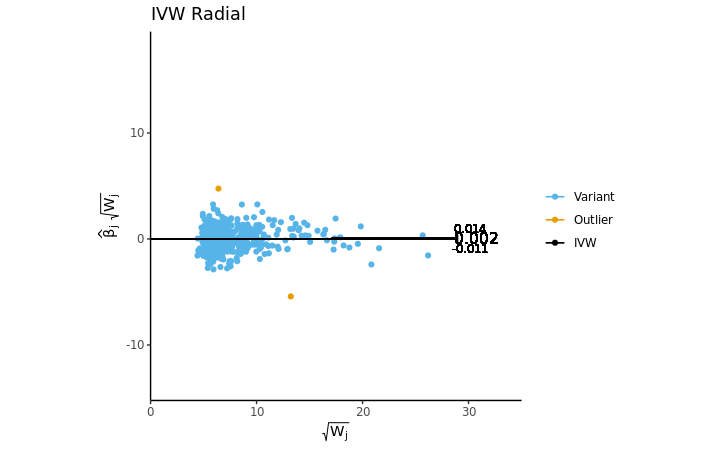 IVW Radial
10
0
-10
β̂j √Wj
0.014
0.002
-0.011
0
10
20
30
√Wj
Variant
Outlier
IVW